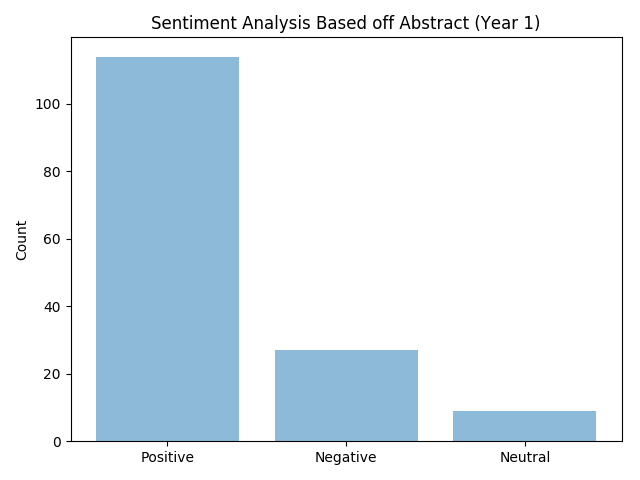 Sentiment Analysis Based off Abstract (Year 1)
Count
100
80
60
40
20
0
Positive
Negative
Neutral